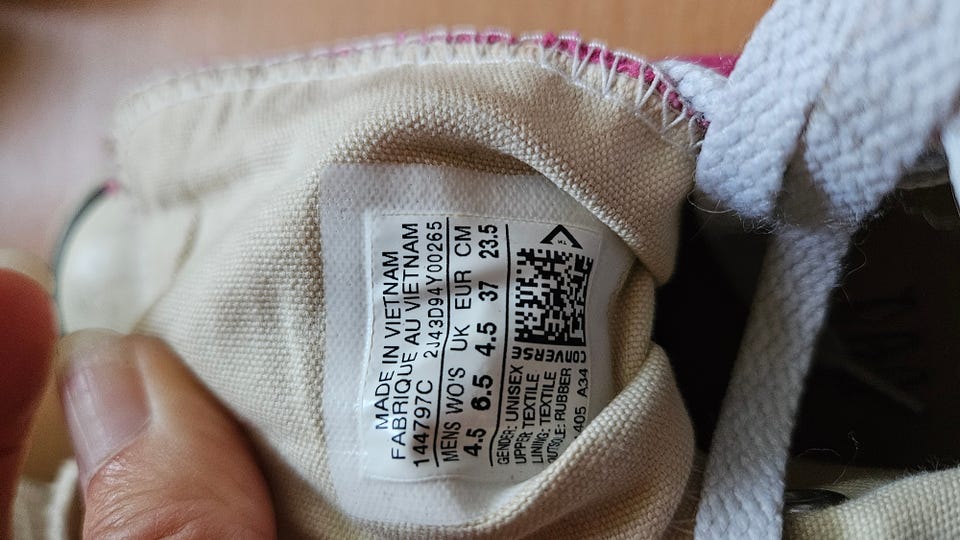 MADE IN VIETNAM
FABRIQUE AU VIETNAM
144797C 2J43D94Y00265
MENS WO'S UK EUR CM
4.5 6.5 4.5 37 23.5
GENDER: UNISEX
UPPER: TEXTILE
LINING: TEXTILE
OUTSOLE: RUBBER
405 A34
CONVERSE